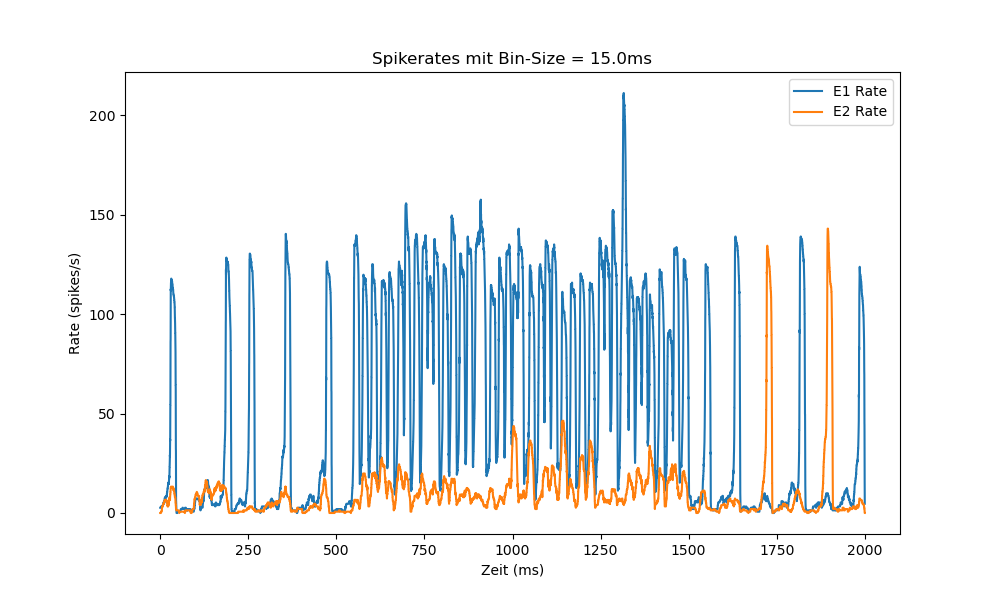 Spikerates mit Bin-Size = 15.0ms
E1 Rate
E2 Rate
Rate (spikes/s)
200
150
100
50
0
0 250 500 750 1000 1250 1500 1750 2000
Zeit (ms)